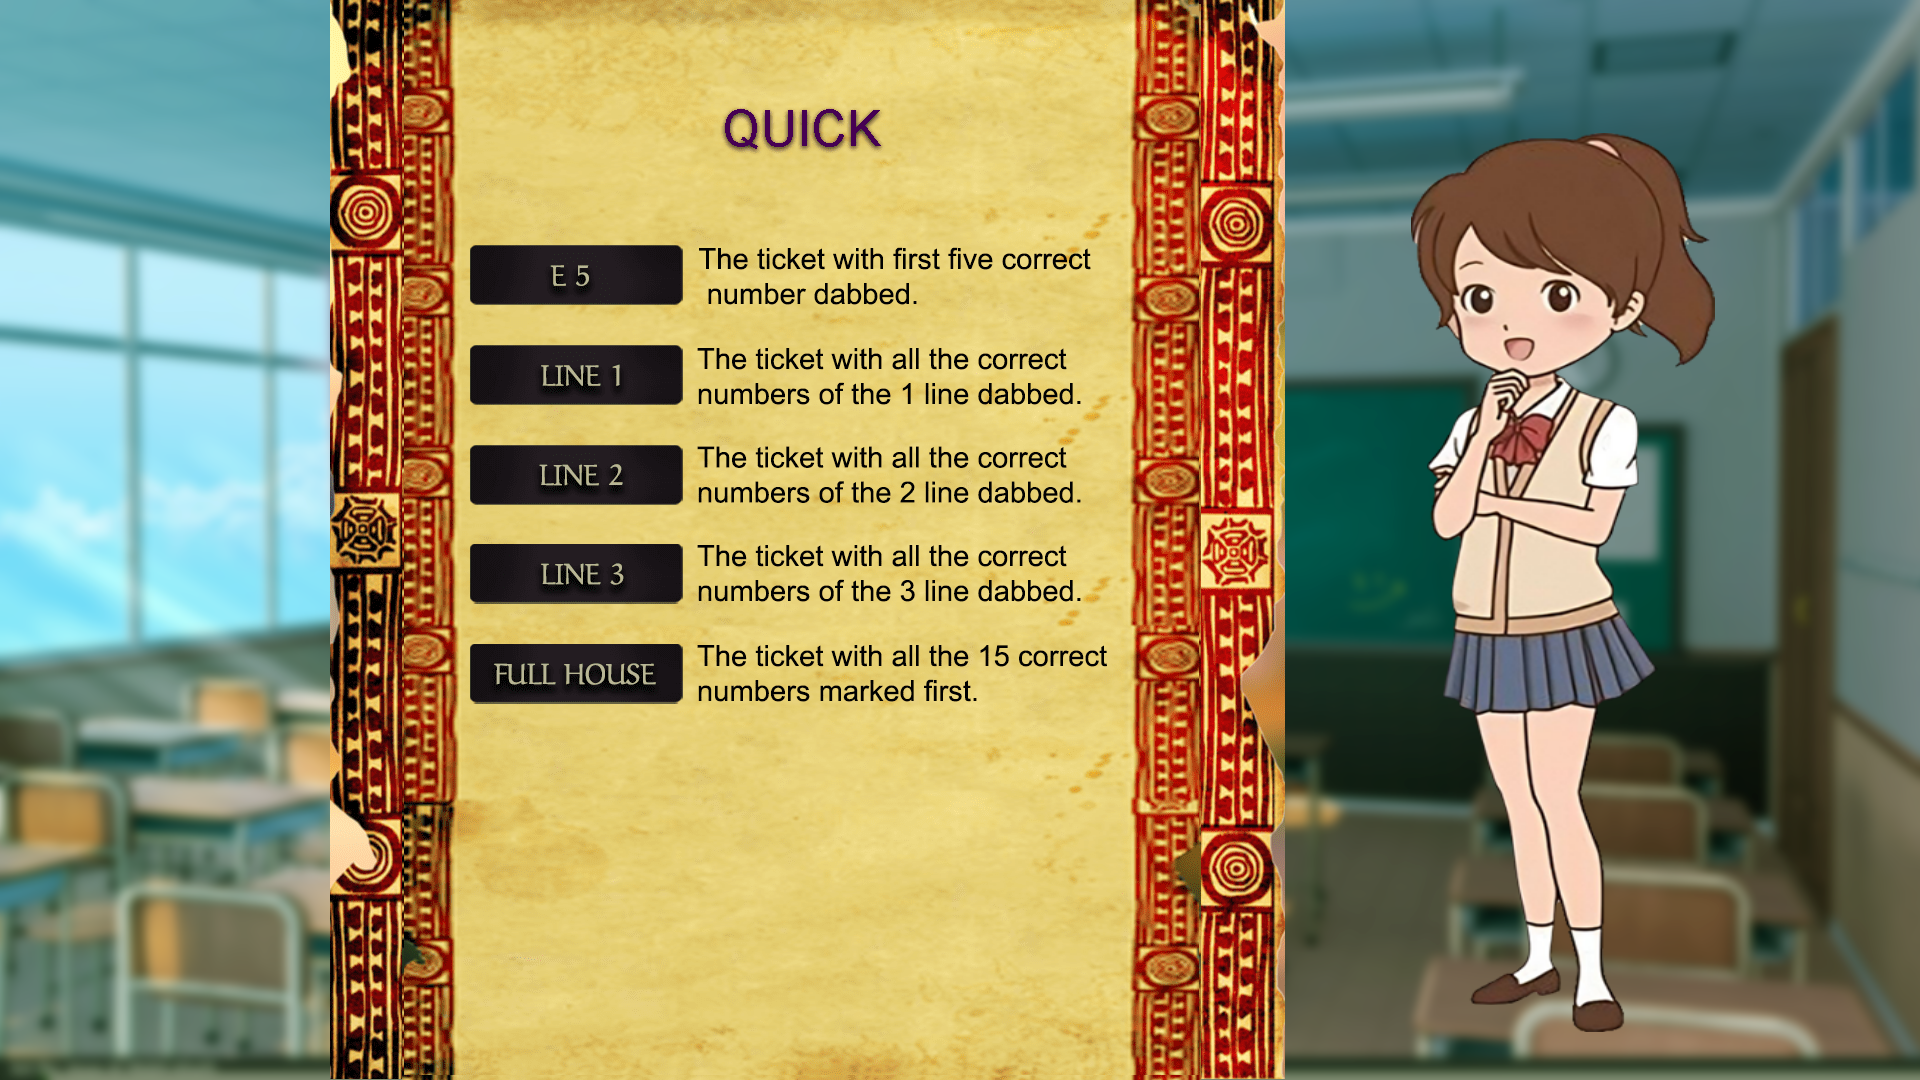 QUICK
E 5
The ticket with first five correct
number dabbed.
LINE 1
The ticket with all the correct
numbers of the 1 line dabbed.
LINE 2
The ticket with all the correct
numbers of the 2 line dabbed.
LINE 3
The ticket with all the correct
numbers of the 3 line dabbed.
FULL HOUSE
The ticket with all the 15 correct
numbers marked first.